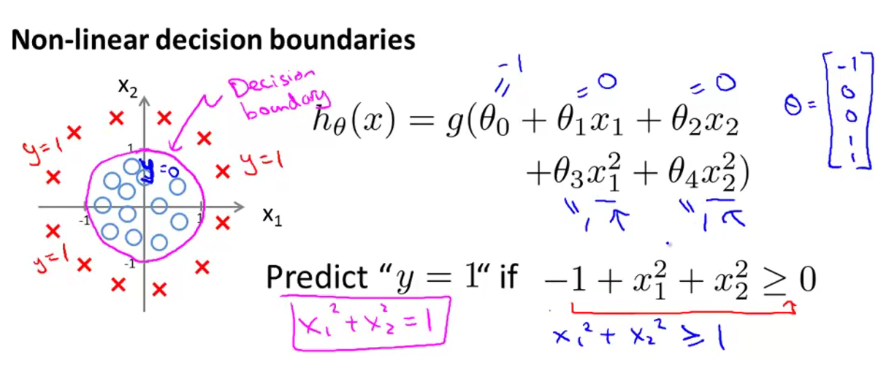 Non-linear decision boundaries
x₂
Decision
boundary
-1
=
= 0
= 0
h_θ(x) = g(θ₀ + θ₁x₁ + θ₂x₂
+θ₃x₁² + θ₄x₂²)
= 1
= 1
θ = [-1
0
0
1
1]
y=1
y=0
y=1
y=1
1
-1
1
-1
x₁
Predict “y = 1“ if −1 + x₁² + x₂² ≥ 0
x₁² + x₂² = 1
x₁² + x₂² ≥ 1